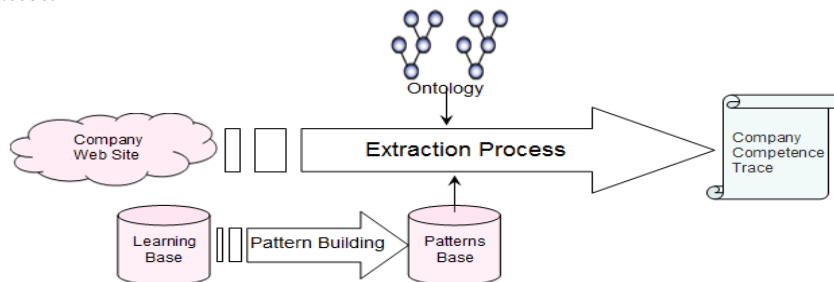 Ontology
Company
Web Site
Extraction Process
Company
Competence
Trace
Learning
Base
Pattern Building
Patterns
Base